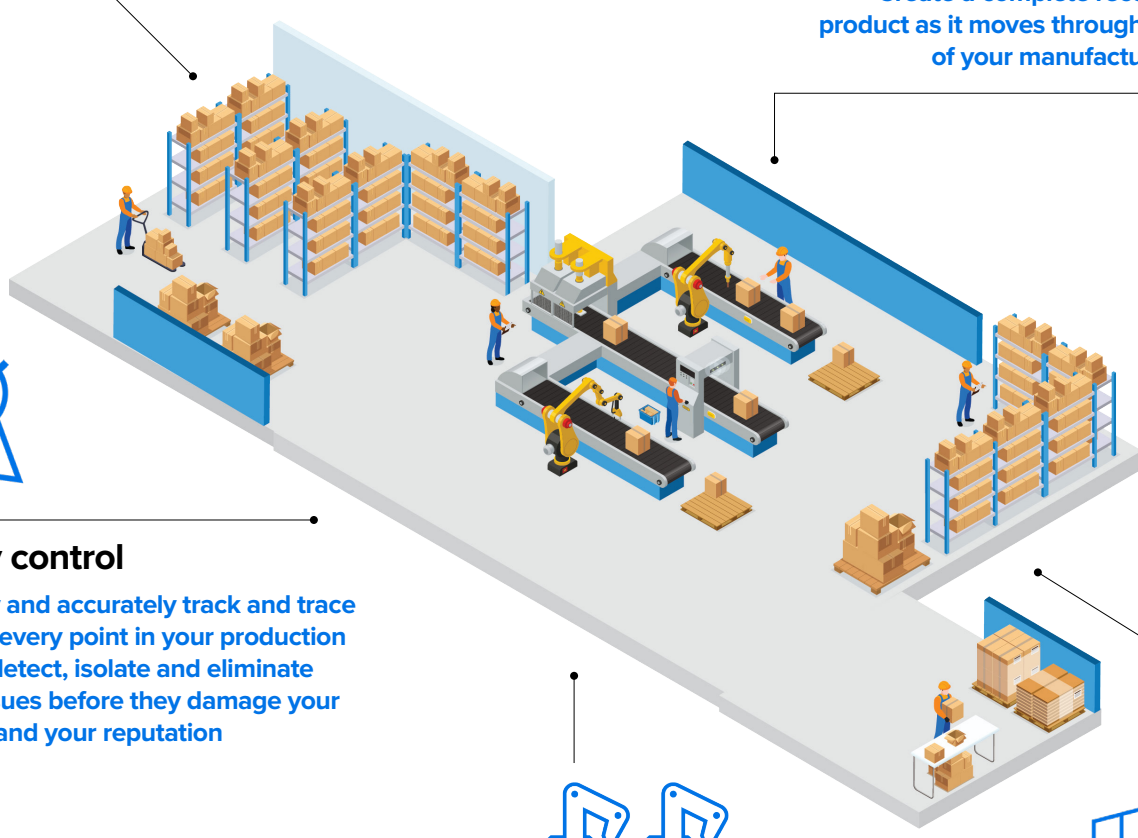 product as it moves through
of your manufactu
control
and accurately track and trace
every point in your production
detect, isolate and eliminate
before they damage your
and your reputation